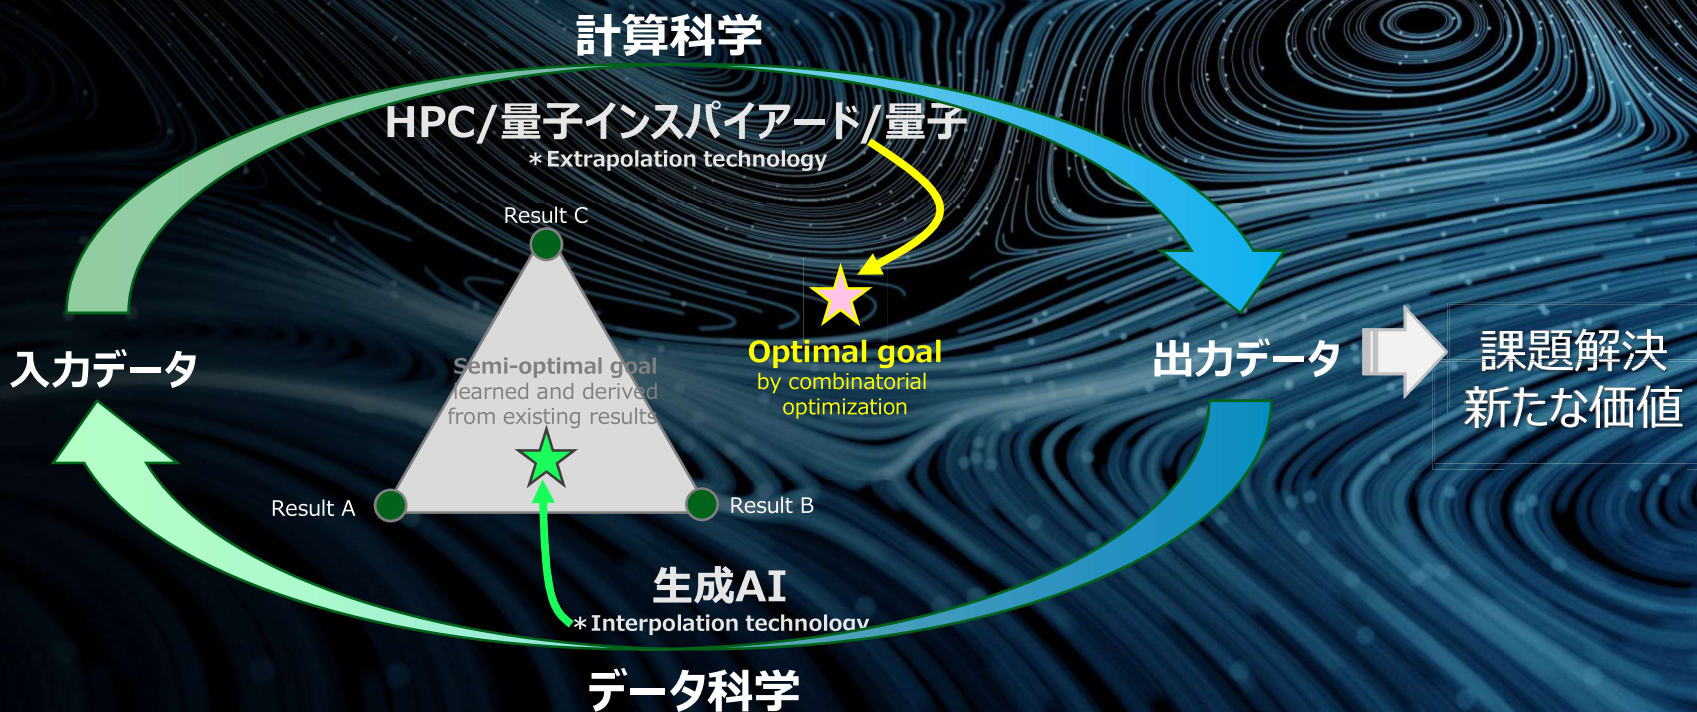 計算科学
HPC/量子インスパイアード/量子
＊Extrapolation technology
Result C
入力データ
Semi-optimal goal
learned and derived
from existing results
Optimal goal
by combinatorial
optimization
出力データ
課題解決
新たな価値
Result A
Result B
生成AI
＊Interpolation technology
データ科学